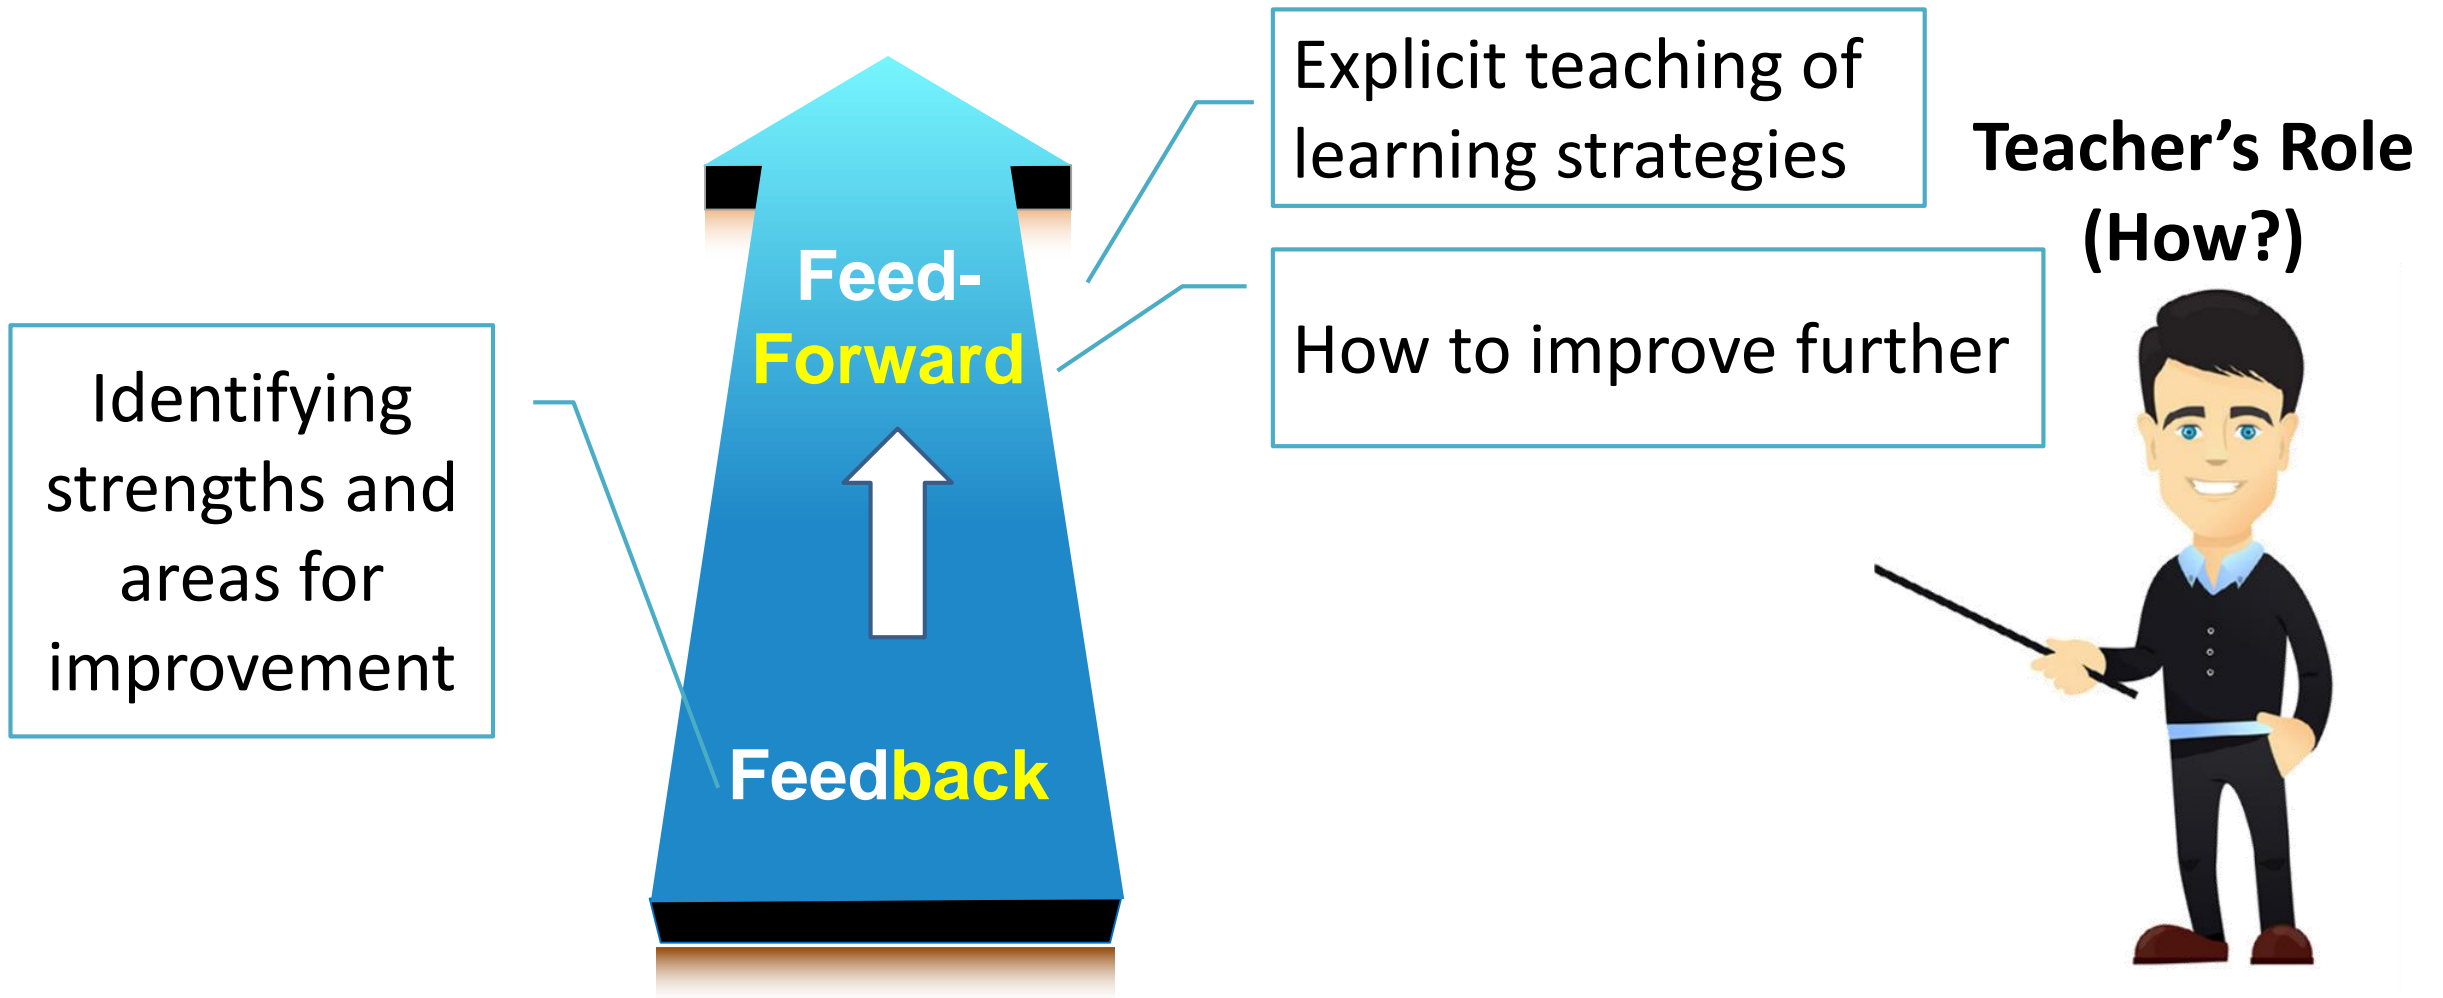 Explicit teaching of
learning strategies
Teacher’s Role
(How?)
Feed-
Forward
How to improve further
Identifying
strengths and
areas for
improvement
Feedback